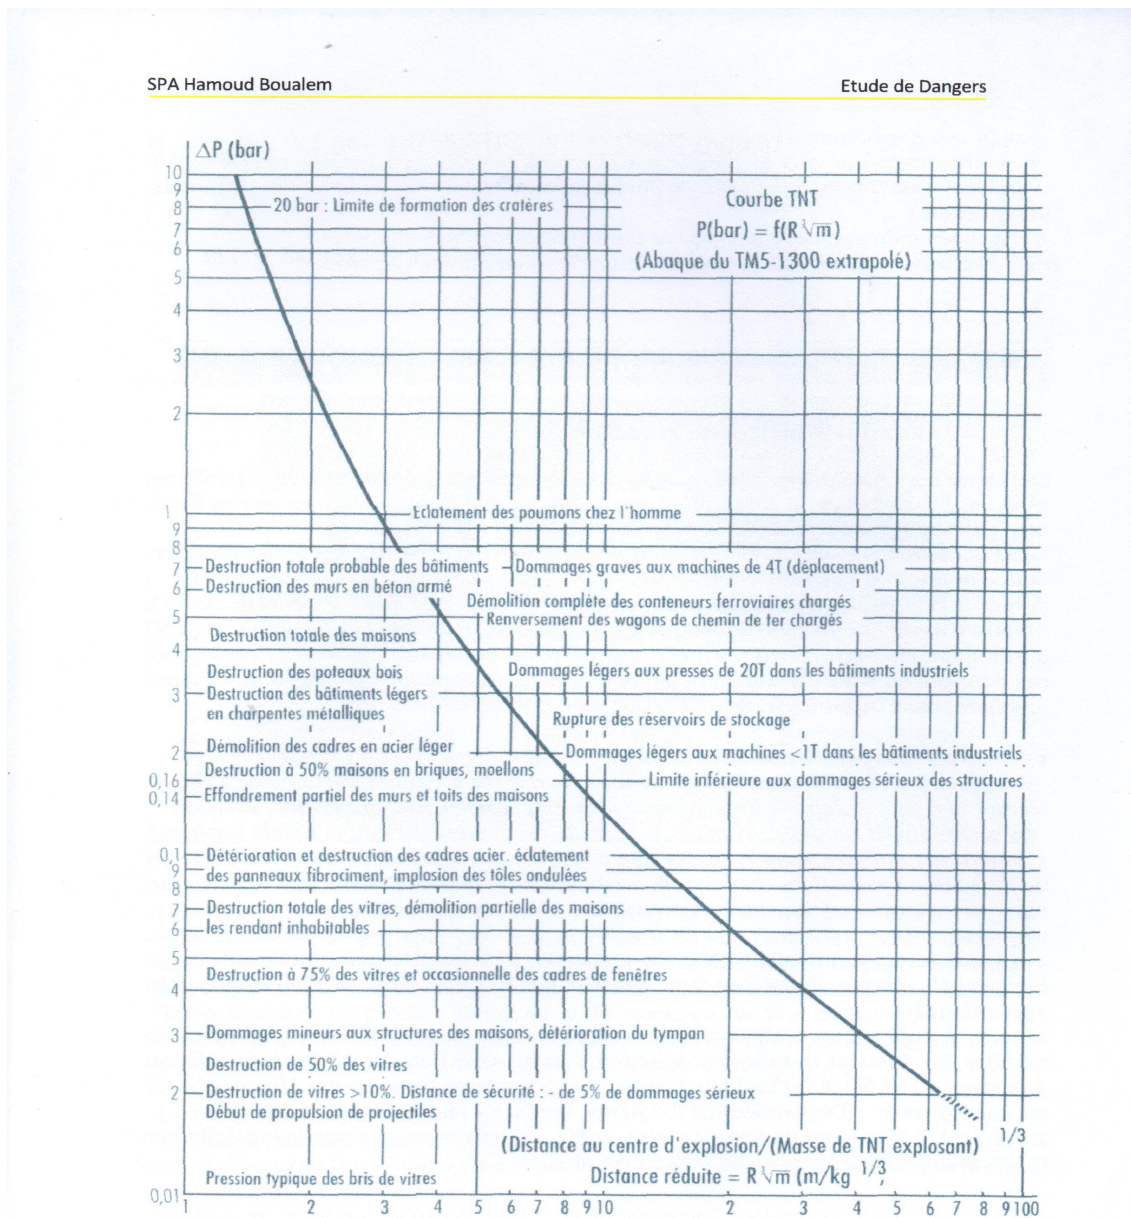 SPA Hamoud Boualem Etude de Dangers
ΔP (bar)
10
9
8 20 bar : Limite de formation des cratères
7
6
5
4
3
2
Courbe TNT
P(bar) = f(R ∛m)
(Abaque du TM5-1300 extrapolé)
1 Eclatement des poumons chez l'homme
9
8
7 Destruction totale probable des bâtiments Dommages graves aux machines de 4T (déplacement)
6 Destruction des murs en béton armé
Démolition complète des conteneurs ferroviaires chargés
5 Renversement des wagons de chemin de fer chargés
Destruction totale des maisons
4
Destruction des poteaux bois Dommages légers aux presses de 20T dans les bâtiments industriels
3 Destruction des bâtiments légers
en charpentes métalliques Rupture des réservoirs de stockage
2 Démolition des cadres en acier léger Dommages légers aux machines <1T dans les bâtiments industriels
Destruction à 50% maisons en briques, moellons
0,16 Limite inférieure aux dommages sérieux des structures
0,14 Effondrement partiel des murs et toits des maisons
0,1 Détérioration et destruction des cadres acier. éclatement
9 des panneaux fibrociment, implosion des tôles ondulées
8
7 Destruction totale des vitres, démolition partielle des maisons
6 les rendant inhabitables
5
Destruction à 75% des vitres et occasionnelle des cadres de fenêtres
4
3 Dommages mineurs aux structures des maisons, détérioration du tympan
Destruction de 50% des vitres
2 Destruction de vitres >10%. Distance de sécurité : - de 5% de dommages sérieux
Début de propulsion de projectiles
(Distance au centre d'explosion/(Masse de TNT explosant) 1/3
Pression typique des bris de vitres Distance réduite = R ∛m (m/kg 1/3,
0,01
1 2 3 4 5 6 7 8 9 10 2 3 4 5 6 7 8 9 100